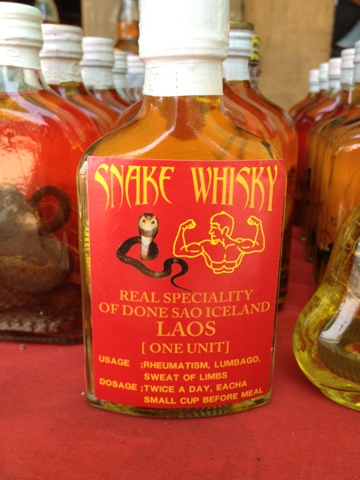 SNAKE WHISKY
REAL SPECIALITY
OF DONE SAO ICELAND
LAOS
[ONE UNIT]
USAGE ;RHEUMATISM, LUMBAGO,
SWEAT OF LIMBS
DOSAGE ;TWICE A DAY, EACHA
SMALL CUP BEFORE MEAL